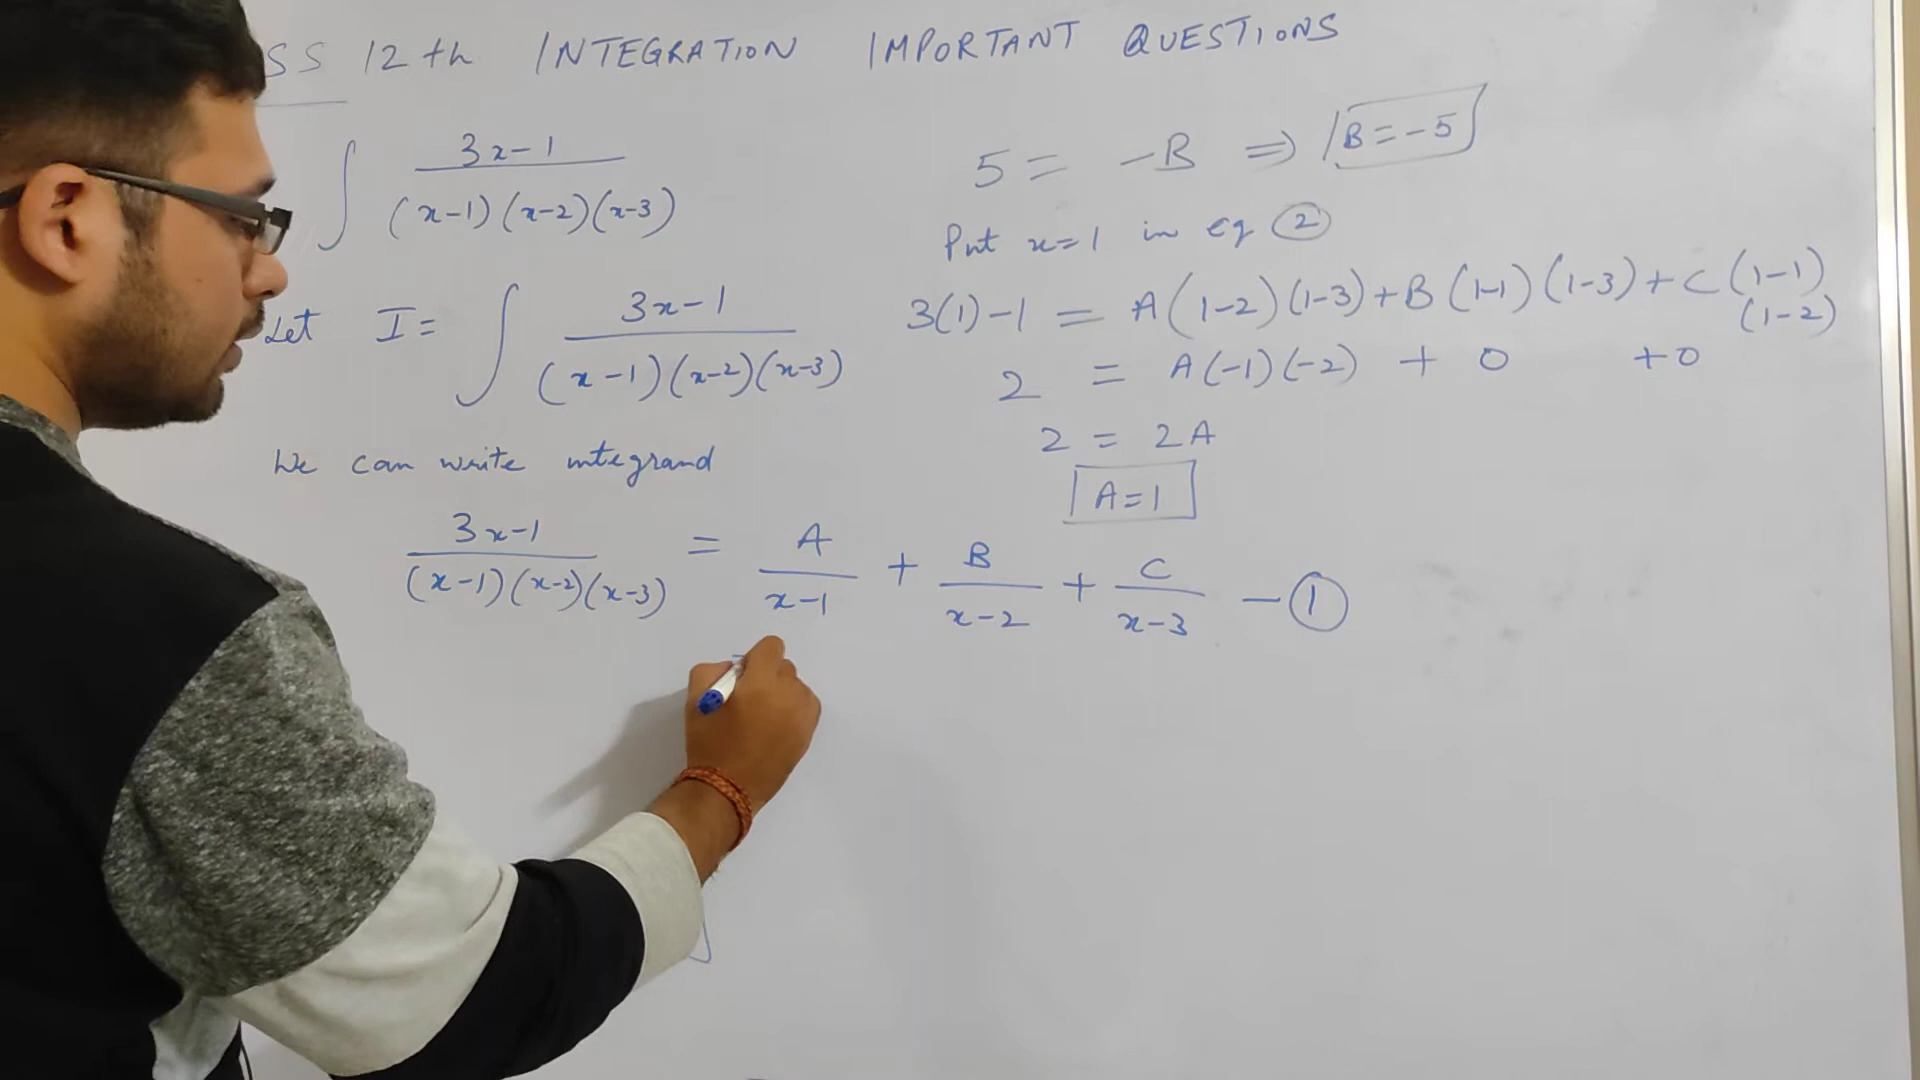 SS 12th INTEGRATION IMPORTANT QUESTIONS
∫ 3x-1
(x-1)(x-2)(x-3)
Let I = ∫ 3x-1
(x-1)(x-2)(x-3)
We can write integrand
3x-1
(x-1)(x-2)(x-3)
= A + B + C - ①
x-1 x-2 x-3
5 = -B ⇒ B = -5
Put x=1 in eq ②
3(1)-1 = A(1-2)(1-3)+B(1-1)(1-3)+C(1-1)
(1-2)
2 = A(-1)(-2) + 0 +0
2 = 2A
A=1